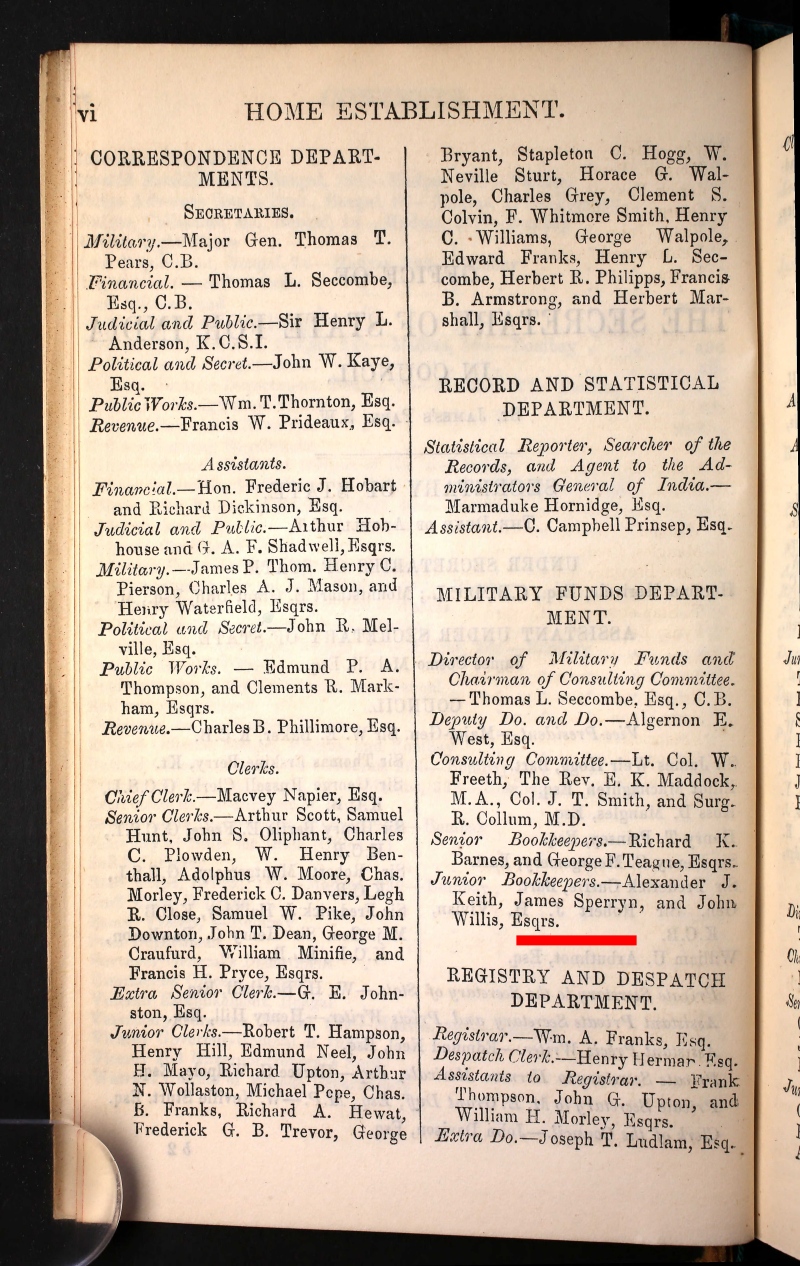 vi
HOME ESTABLISHMENT.
CORRESPONDENCE DEPART-
MENTS.
SECRETARIES.
Military.—Major Gen. Thomas T.
Pears, C.B.
Financial. — Thomas L. Seccombe,
Esq., C.B.
Judicial and Public.—Sir Henry L.
Anderson, K.C.S.I.
Political and Secret.—John W. Kaye,
Esq.
Public Works.—Wm. T. Thornton, Esq.
Revenue.—Francis W. Prideaux, Esq.
Assistants.
Financial.—Hon. Frederic J. Hobart
and Richard Dickinson, Esq.
Judicial and Public.—Arthur Hob-
house and G. A. F. Shadwell, Esqrs.
Military.—James P. Thom. Henry C.
Pierson, Charles A. J. Mason, and
Henry Waterfield, Esqrs.
Political and Secret.—John R. Mel-
ville, Esq.
Public Works. — Edmund P. A.
Thompson, and Clements R. Mark-
ham, Esqrs.
Revenue.—Charles B. Phillimore, Esq.
Clerks.
Chief Clerk.—Macvey Napier, Esq.
Senior Clerks.—Arthur Scott, Samuel
Hunt, John S. Oliphant, Charles
C. Plowden, W. Henry Ben-
thall, Adolphus W. Moore, Chas.
Morley, Frederick C. Danvers, Legh
R. Close, Samuel W. Pike, John
Downton, John T. Dean, George M.
Craufurd, William Minifie, and
Francis H. Pryce, Esqrs.
Extra Senior Clerk.—G. E. John-
ston, Esq.
Junior Clerks.—Robert T. Hampson,
Henry Hill, Edmund Neel, John
H. Mayo, Richard Upton, Arthur
N. Wollaston, Michael Pope, Chas.
B. Franks, Richard A. Hewat,
Frederick G. B. Trevor, George
Bryant, Stapleton C. Hogg, W.
Neville Sturt, Horace G. Wal-
pole, Charles Grey, Clement S.
Colvin, F. Whitmore Smith, Henry
C. Williams, George Walpole,
Edward Franks, Henry L. Sec-
combe, Herbert R. Philipps, Francis
B. Armstrong, and Herbert Mar-
shall, Esqrs.
RECORD AND STATISTICAL
DEPARTMENT.
Statistical Reporter, Searcher of the
Records, and Agent to the Ad-
ministrators General of India.—
Marmaduke Hornidge, Esq.
Assistant.—C. Campbell Prinsep, Esq.
MILITARY FUNDS DEPART-
MENT.
Director of Military Funds and
Chairman of Consulting Committee.
—Thomas L. Seccombe, Esq., C.B.
Deputy Do. and Do.—Algernon E.
West, Esq.
Consulting Committee.—Lt. Col. W.
Freeth, The Rev. E. K. Maddock,
M.A., Col. J. T. Smith, and Surg.
R. Collum, M.D.
Senior Bookkeepers.—Richard K.
Barnes, and George F. Teague, Esqrs.
Junior Bookkeepers.—Alexander J.
Keith, James Sperryn, and John
Willis, Esqrs.
REGISTRY AND DESPATCH
DEPARTMENT.
Registrar.—Wm. A. Franks, Esq.
Despatch Clerk.—Henry Herman Esq.
Assistants to Registrar. — Frank
Thompson, John G. Upton, and
William H. Morley, Esqrs.
Extra Do.—Joseph T. Ludlam, Esq.